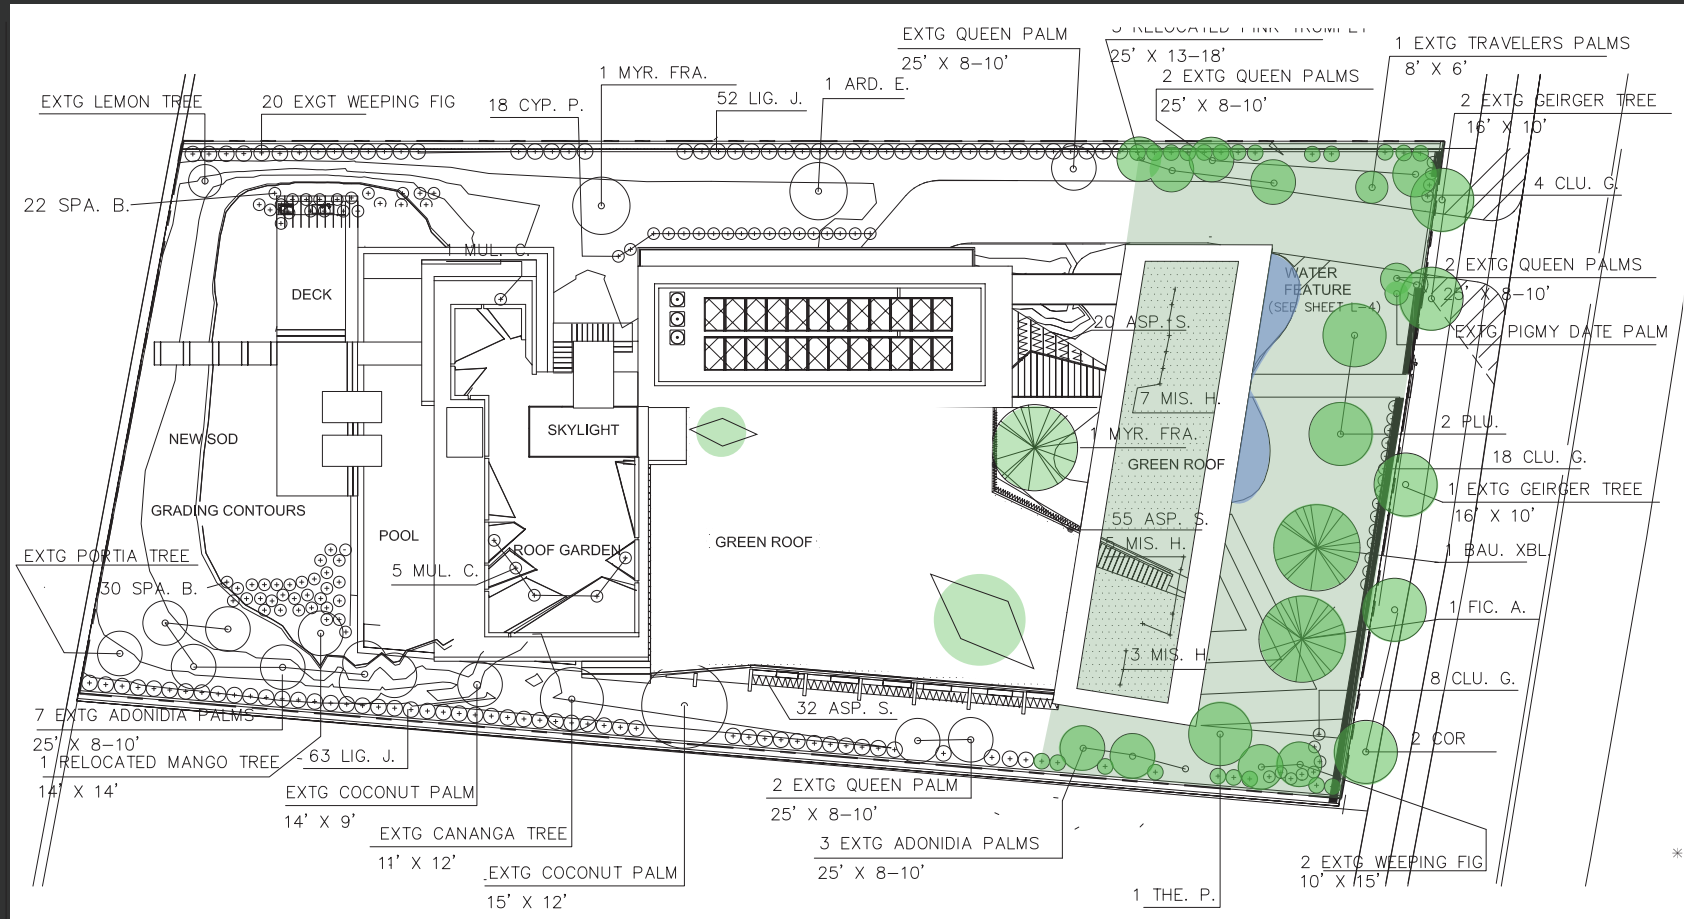 EXTG QUEEN PALM
25' X 8-10'
3 RELOCATED PINK TRUMPET
25' X 13-18'
1 EXTG TRAVELERS PALMS
8' X 6'
2 EXTG QUEEN PALMS
25' X 8-10'
1 MYR. FRA.
1 ARD. E.
EXTG LEMON TREE
20 EXGT WEEPING FIG
18 CYP. P.
52 LIG. J.
2 EXTG GEIRGER TREE
16' X 10'
4 CLU. G.
22 SPA. B.
1 MUL. C.
DECK
WATER
FEATURE
(SEE SHEET L-4)
2 EXTG QUEEN PALMS
25' X 8-10'
20 ASP. S.
EXTG PIGMY DATE PALM
7 MIS. H.
NEW SOD
SKYLIGHT
1 MYR. FRA.
2 PLU.
GREEN ROOF
18 CLU. G.
1 EXTG GEIRGER TREE
16' X 10'
GRADING CONTOURS
POOL
ROOF GARDEN
GREEN ROOF
55 ASP. S.
5 MIS. H.
1 BAU. XBL.
EXTG PORTIA TREE
5 MUL. C.
30 SPA. B.
1 FIC. A.
3 MIS. H.
8 CLU. G.
32 ASP. S.
7 EXTG ADONIDIA PALMS
25' X 8-10'
2 COR
1 RELOCATED MANGO TREE
14' X 14'
63 LIG. J.
EXTG COCONUT PALM
14' X 9'
2 EXTG QUEEN PALM
25' X 8-10'
EXTG CANANGA TREE
11' X 12'
3 EXTG ADONIDIA PALMS
25' X 8-10'
EXTG COCONUT PALM
15' X 12'
2 EXTG WEEPING FIG
10' X 15'
1 THE. P.